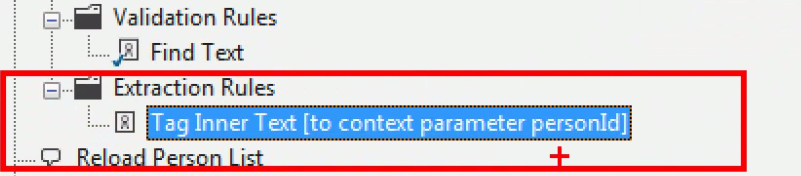 Validation Rules
Find Text
Extraction Rules
Tag Inner Text [to context parameter personId]
Reload Person List